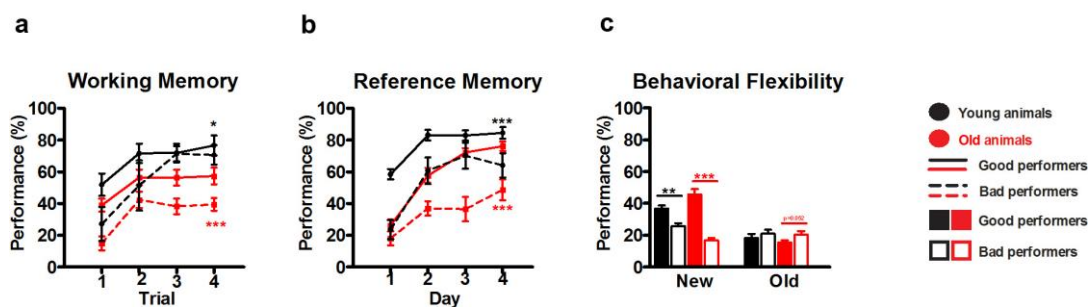 a
Working Memory
Performance (%)
100
80
60
40
20
0
*
***
1 2 3 4
Trial
b
Reference Memory
Performance (%)
100
80
60
40
20
0
***
***
1 2 3 4
Day
c
Behavioral Flexibility
Performance (%)
100
80
60
40
20
0
**
***
p=0.052
New Old
Young animals
Old animals
Good performers
Bad performers
Good performers
Bad performers